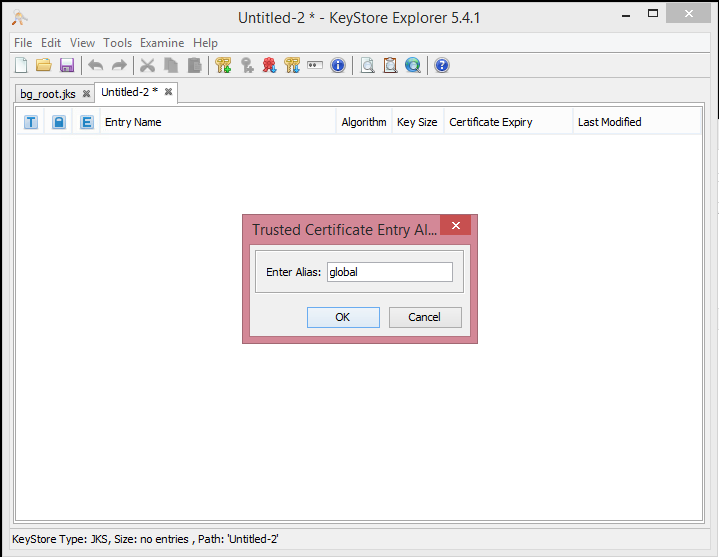 Untitled-2 * - KeyStore Explorer 5.4.1
File Edit View Tools Examine Help
bg_root.jks Untitled-2 *
T E Entry Name Algorithm Key Size Certificate Expiry Last Modified
Trusted Certificate Entry Al...
Enter Alias: global
OK Cancel
KeyStore Type: JKS, Size: no entries , Path: 'Untitled-2'